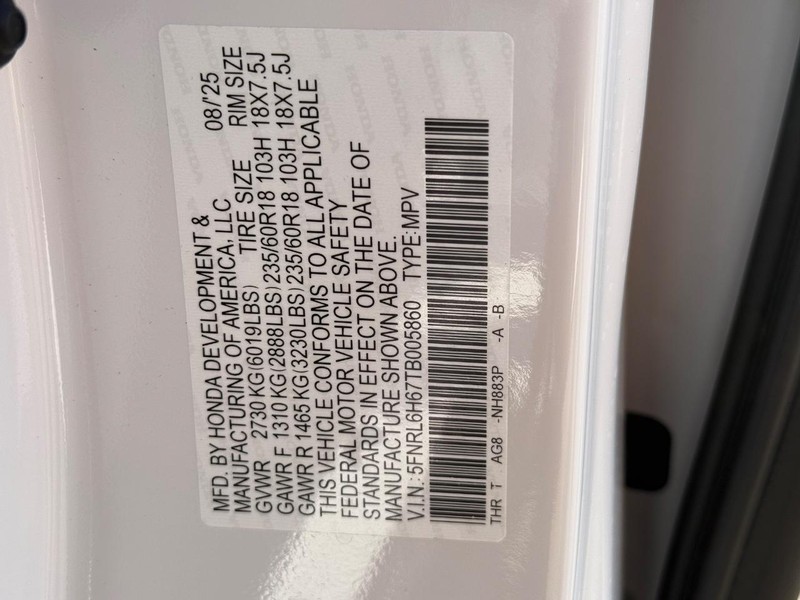 MFD. BY HONDA DEVELOPMENT & 08/'25
MANUFACTURING OF AMERICA, LLC
TIRE SIZE RIM SIZE
GVWR 2730 KG(6019LBS)
GAWR F 1310 KG(2888LBS) 235/60R18 103H 18X7.5J
GAWR R 1465 KG(3230LBS) 235/60R18 103H 18X7.5J
THIS VEHICLE CONFORMS TO ALL APPLICABLE
FEDERAL MOTOR VEHICLE SAFETY
STANDARDS IN EFFECT ON THE DATE OF
MANUFACTURE SHOWN ABOVE.
V.I.N.: 5FNRL6H67TB005860 TYPE: MPV
THR T AG8 -NH883P -A -B